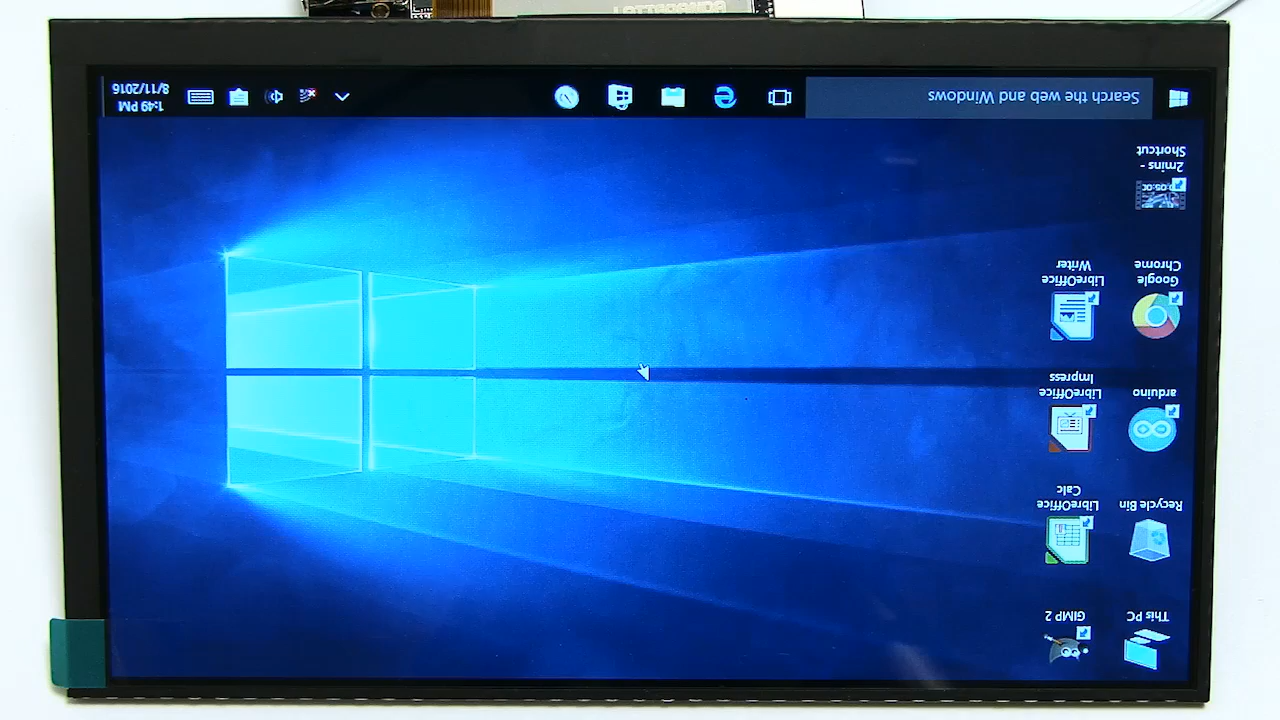 This PC
GIMP 2
Recycle Bin
LibreOffice
Calc
arduino
LibreOffice
Impress
Google
Chrome
LibreOffice
Writer
2mins -
Shortcut
Search the web and Windows
1:49 PM
8/11/2016
LATTEPANDA